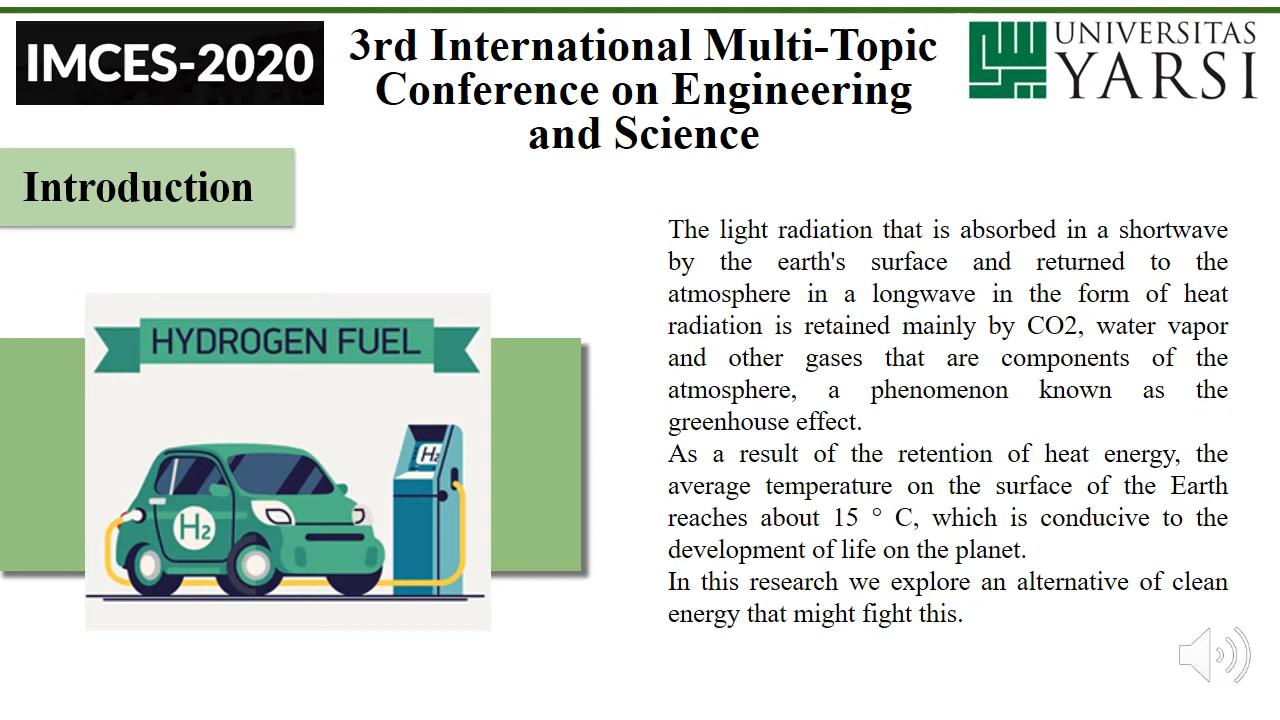 IMCES-2020
3rd International Multi-Topic
Conference on Engineering
and Science
UNIVERSITAS
YARSI
Introduction
HYDROGEN FUEL
H2
H2
The light radiation that is absorbed in a shortwave
by the earth's surface and returned to the
atmosphere in a longwave in the form of heat
radiation is retained mainly by CO2, water vapor
and other gases that are components of the
atmosphere, a phenomenon known as the
greenhouse effect.
As a result of the retention of heat energy, the
average temperature on the surface of the Earth
reaches about 15 ° C, which is conducive to the
development of life on the planet.
In this research we explore an alternative of clean
energy that might fight this.